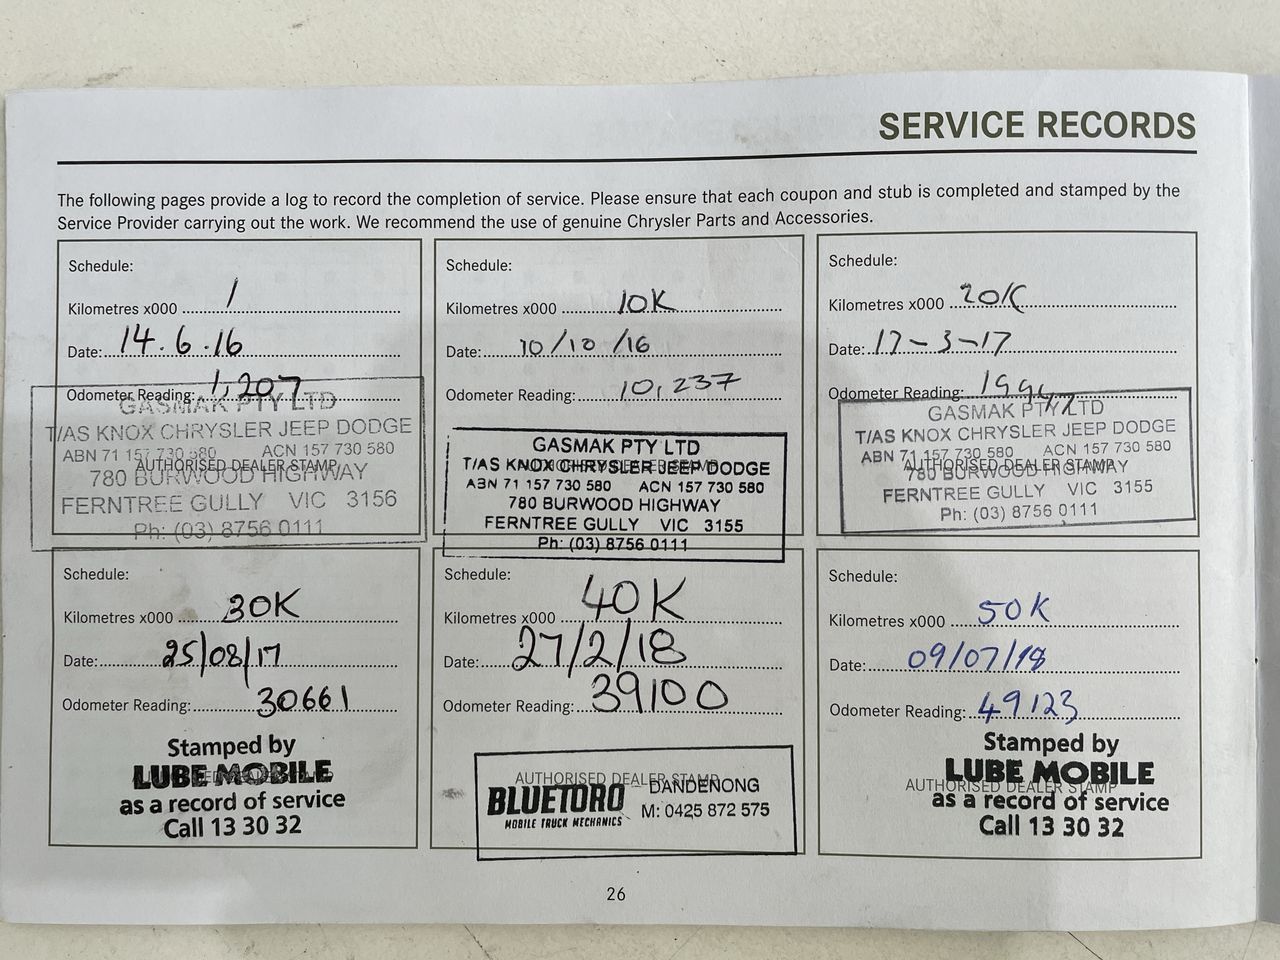 SERVICE RECORDS
The following pages provide a log to record the completion of service. Please ensure that each coupon and stub is completed and stamped by the
Service Provider carrying out the work. We recommend the use of genuine Chrysler Parts and Accessories.
Schedule:
Kilometres x000 1
Date: 14.6.16
Odometer Reading: 1,207
GASMAK PTY LTD
T/AS KNOX CHRYSLER JEEP DODGE
ABN 71 157 730 580 ACN 157 730 580
AUTHORISED DEALER STAMP
780 BURWOOD HIGHWAY
FERNTREE GULLY VIC 3156
Ph: (03) 8756 0111
Schedule:
Kilometres x000 10K
Date: 10/10/16
Odometer Reading: 10,237
GASMAK PTY LTD
T/AS KNOX CHRYSLER JEEP DODGE
AUTHORISED DEALER STAMP
ABN 71 157 730 580 ACN 157 730 580
780 BURWOOD HIGHWAY
FERNTREE GULLY VIC 3155
Ph: (03) 8756 0111
Schedule:
Kilometres x000 20K
Date: 17-3-17
Odometer Reading:
GASMAK PTY LTD
T/AS KNOX CHRYSLER JEEP DODGE
ABN 71 157 730 580 ACN 157 730 580
AUTHORISED DEALER STAMP
780 BURWOOD HIGHWAY
FERNTREE GULLY VIC 3155
Ph: (03) 8756 0111
Schedule:
Kilometres x000 30K
Date: 25/08/17
Odometer Reading: 30661
Stamped by
LUBE MOBILE
as a record of service
Call 13 30 32
Schedule:
Kilometres x000 40K
Date: 27/2/18
Odometer Reading: 39100
AUTHORISED DEALER STAMP
BLUETORO DANDENONG
MOBILE TRUCK MECHANICS M: 0425 872 575
Schedule:
Kilometres x000 50K
Date: 09/07/18
Odometer Reading: 49123
Stamped by
LUBE MOBILE
AUTHORISED DEALER STAMP
as a record of service
Call 13 30 32
26